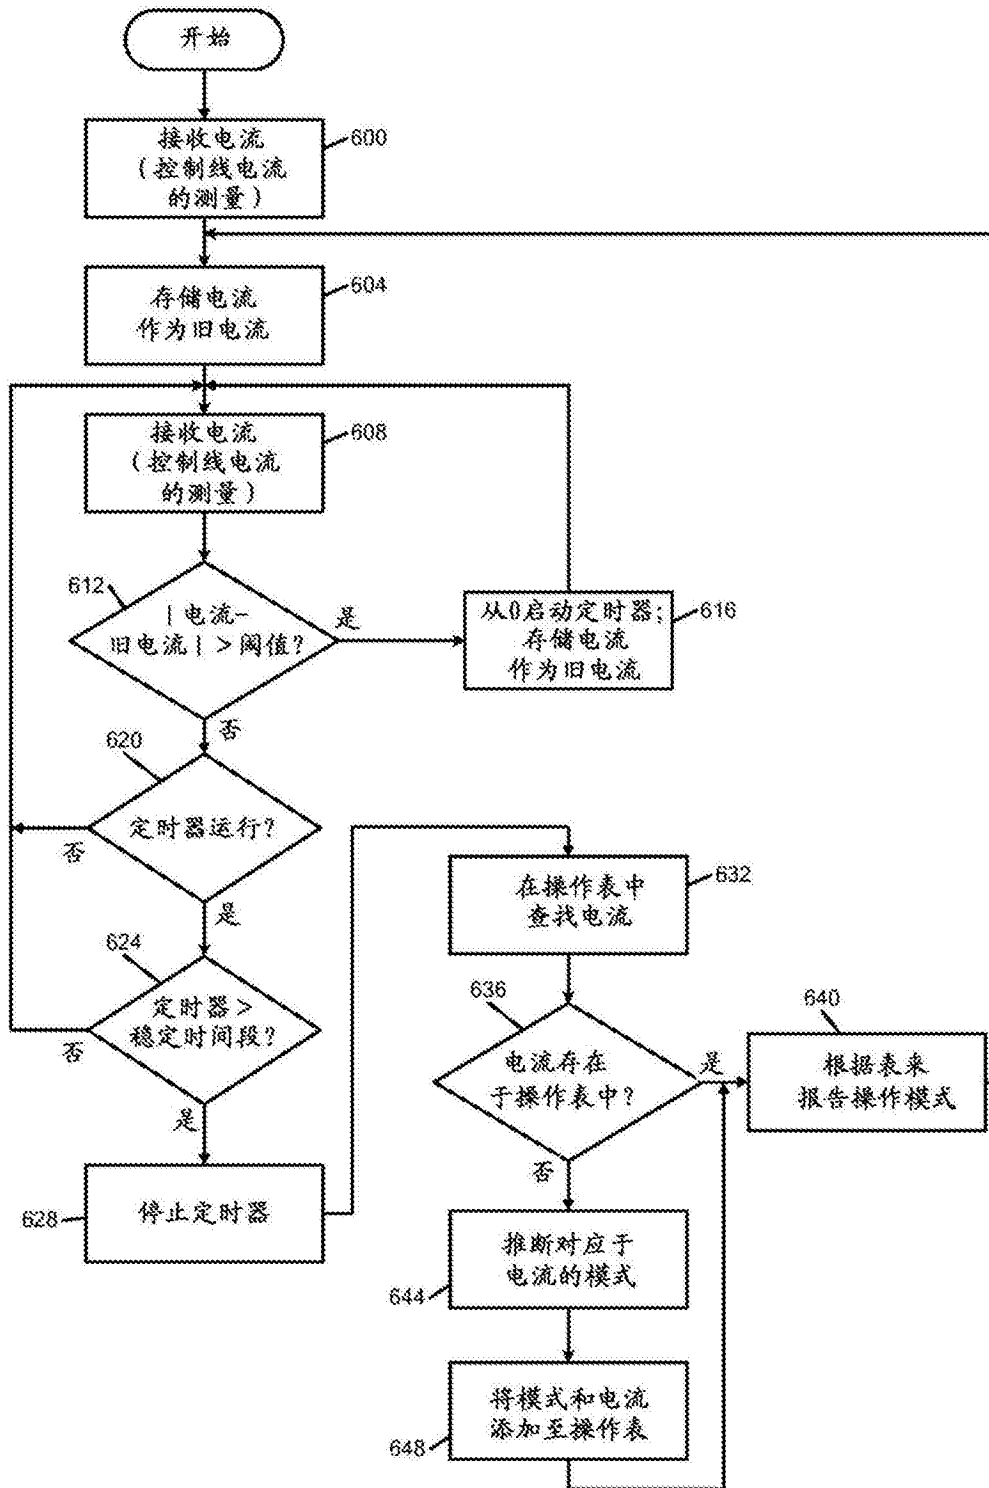 开始
接收电流
(控制线电流
的测量)
600
存储电流
作为旧电流
604
接收电流
(控制线电流
的测量)
608
612
|电流-
旧电流|>阈值?
是
从0启动定时器;
存储电流
作为旧电流
616
否
620
定时器运行?
否
是
624
定时器>
稳定时间段?
否
是
628
停止定时器
在操作表中
查找电流
632
636
电流存在
于操作表中?
是
640
根据表来
报告操作模式
否
推断对应于
电流的模式
644
将模式和电流
添加至操作表
648